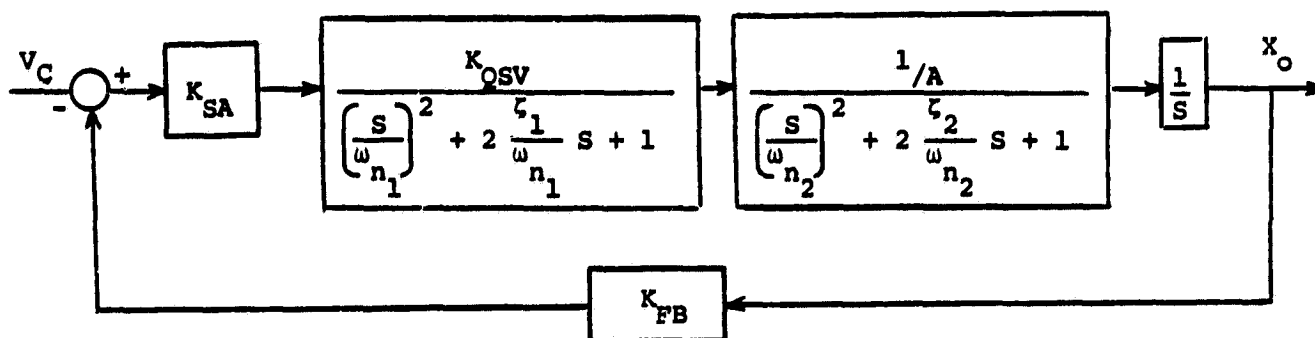 V_C + -
K_SA
K_QSV
(S/ω_n1)^2 + 2 ζ_1/ω_n1 S + 1
1/A
(S/ω_n2)^2 + 2 ζ_2/ω_n2 S + 1
1/S
X_o
K_FB